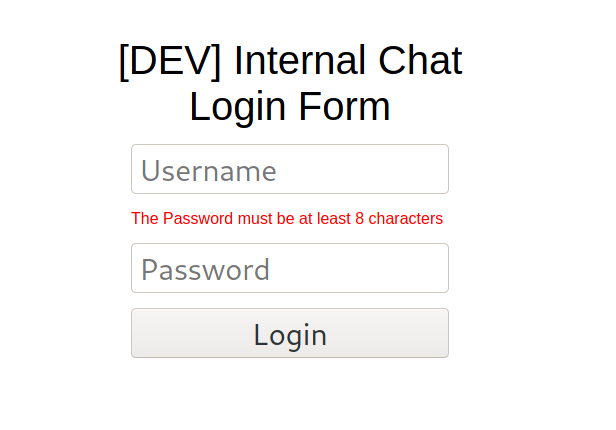 [DEV] Internal Chat
Login Form
Username
The Password must be at least 8 characters
Password
Login